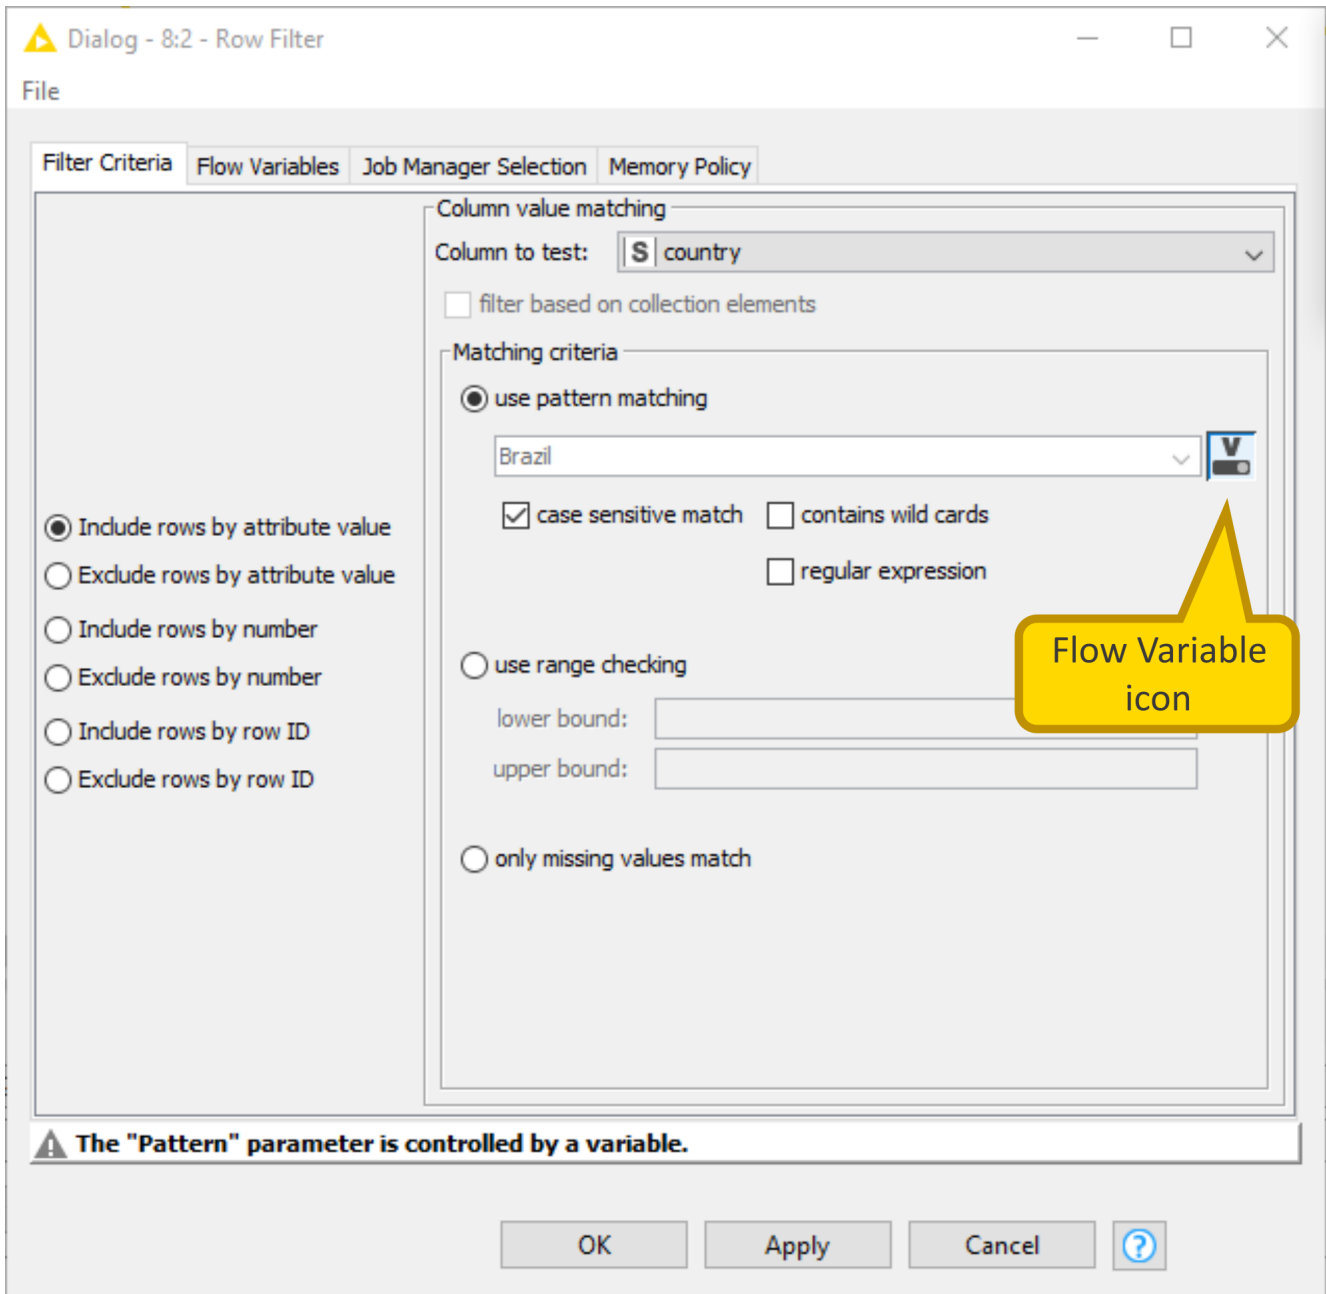 Dialog - 8:2 - Row Filter
File
Filter Criteria
Flow Variables
Job Manager Selection
Memory Policy
Include rows by attribute value
Exclude rows by attribute value
Include rows by number
Exclude rows by number
Include rows by row ID
Exclude rows by row ID
Column value matching
Column to test:
S country
filter based on collection elements
Matching criteria
use pattern matching
Brazil
V
case sensitive match
contains wild cards
regular expression
Flow Variable
icon
use range checking
lower bound:
upper bound:
only missing values match
The "Pattern" parameter is controlled by a variable.
OK
Apply
Cancel
?